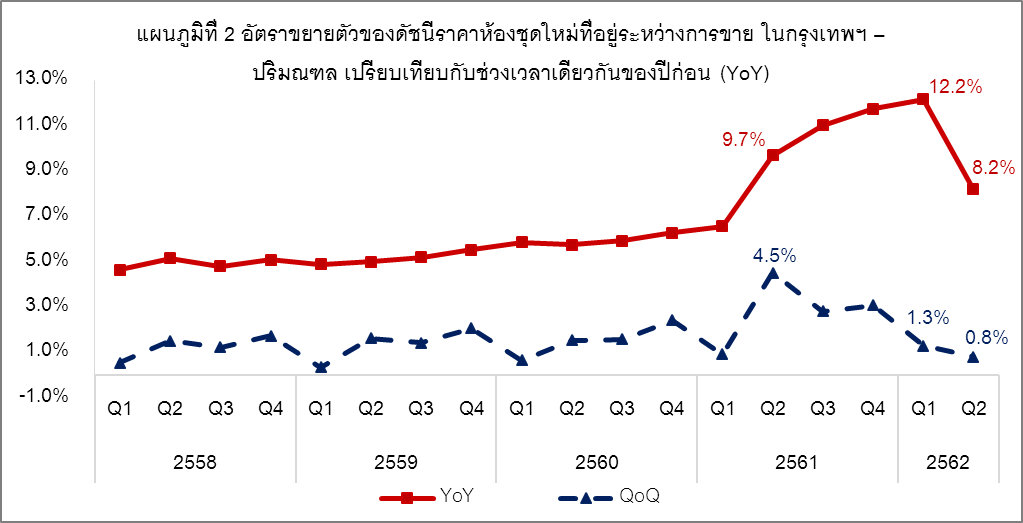 แผนภูมิที่ 2 อัตราขยายตัวของดัชนีราคาห้องชุดใหม่ที่อยู่ระหว่างการขาย ในกรุงเทพฯ –
ปริมณฑล เปรียบเทียบกับช่วงเวลาเดียวกันของปีก่อน (YoY)
13.0%
11.0%
9.0%
7.0%
5.0%
3.0%
1.0%
-1.0%
12.2%
9.7%
8.2%
4.5%
1.3%
0.8%
Q1 Q2 Q3 Q4 Q1 Q2 Q3 Q4 Q1 Q2 Q3 Q4 Q1 Q2 Q3 Q4 Q1 Q2
2558 2559 2560 2561 2562
YoY QoQ